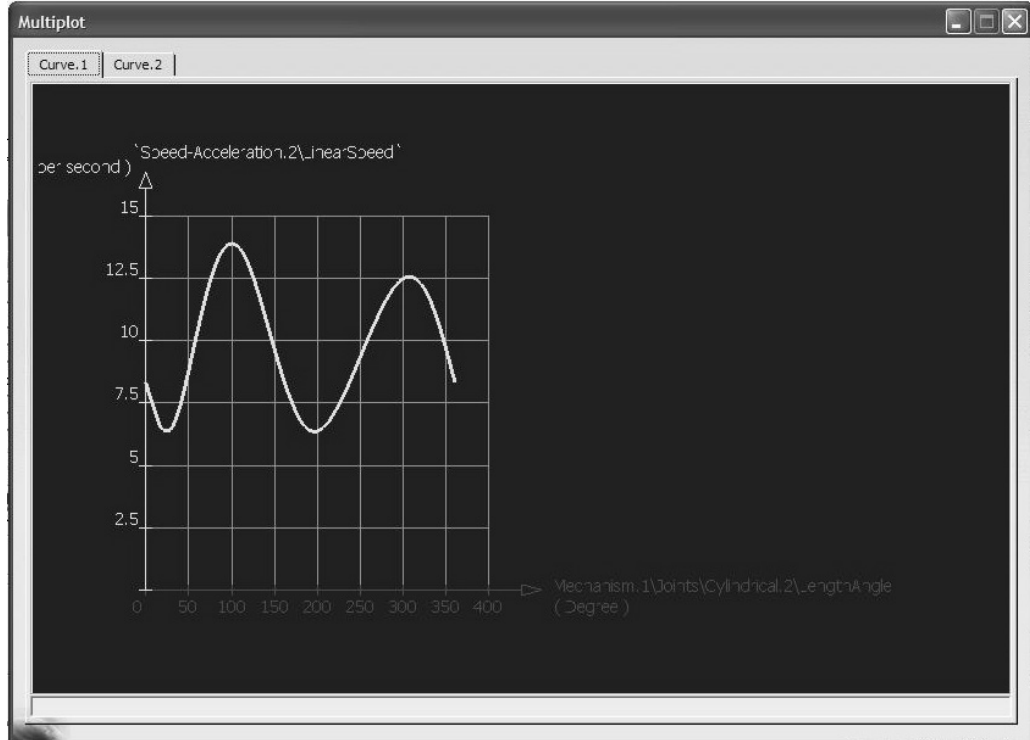 Multiplot
Curve.1 Curve.2
`Speed-Acceleration.2\LinearSpeed`
per second )
15
12.5
10
7.5
5
2.5
0 50 100 150 200 250 300 350 400
Mechanism.1\Joints\Cylindrical.2\LengthAngle
( Degree )